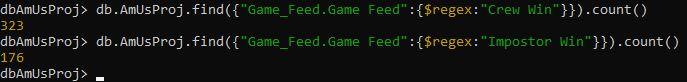 dbAmUsProj> db.AmUsProj.find({"Game_Feed.Game Feed":{$regex:"Crew Win"}}).count()
323
dbAmUsProj> db.AmUsProj.find({"Game_Feed.Game Feed":{$regex:"Impostor Win"}}).count()
176
dbAmUsProj>